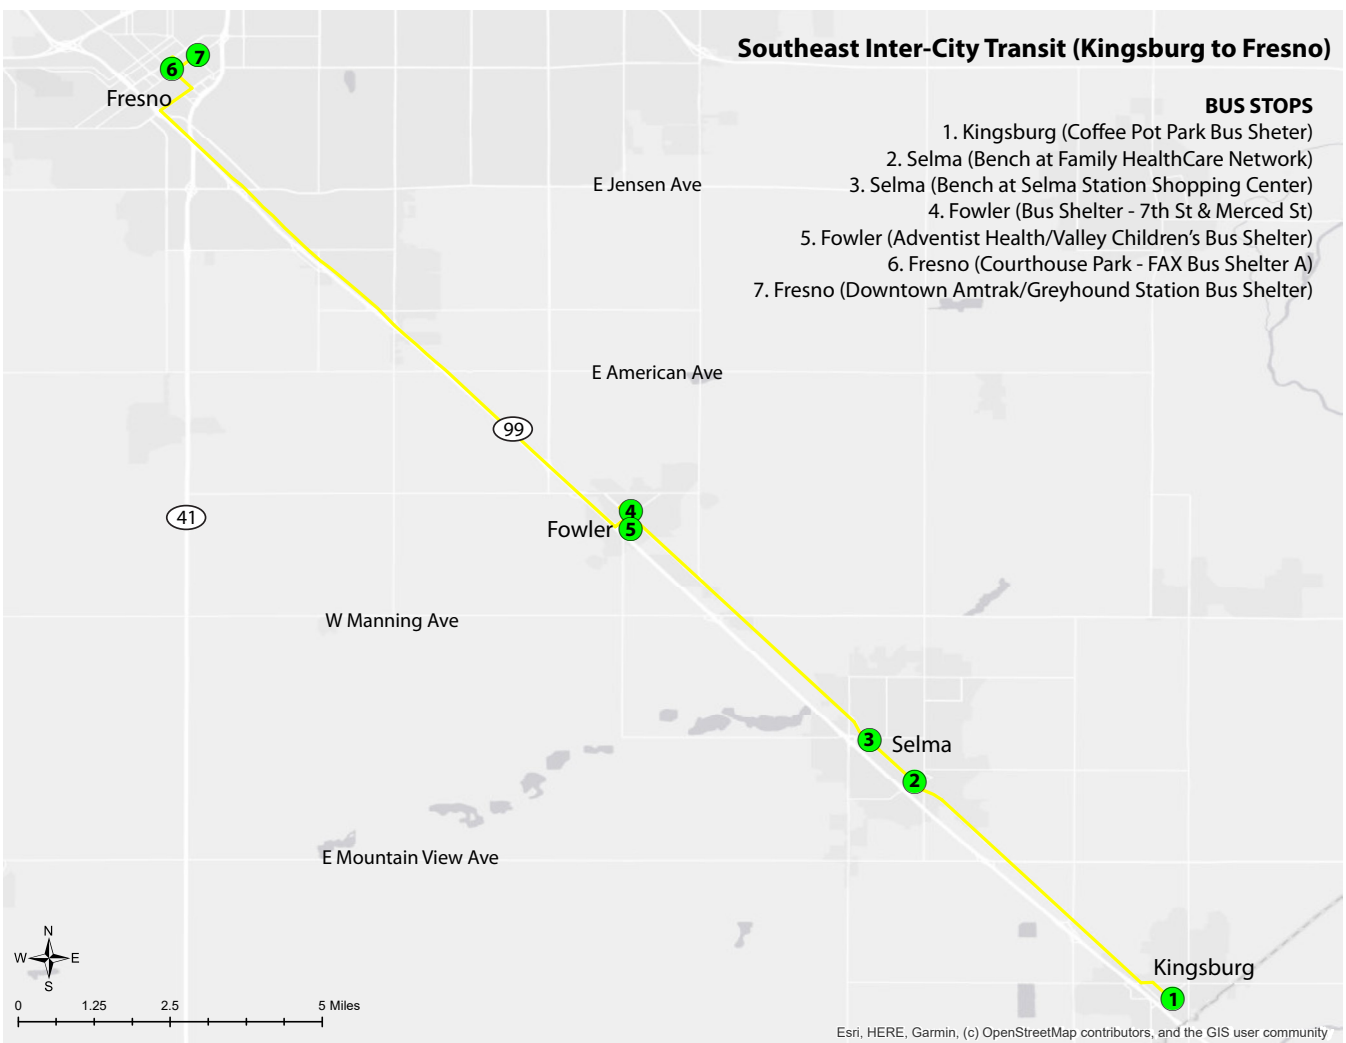 Southeast Inter-City Transit (Kingsburg to Fresno)
BUS STOPS
1. Kingsburg (Coffee Pot Park Bus Sheter)
2. Selma (Bench at Family HealthCare Network)
3. Selma (Bench at Selma Station Shopping Center)
4. Fowler (Bus Shelter - 7th St & Merced St)
5. Fowler (Adventist Health/Valley Children's Bus Shelter)
6. Fresno (Courthouse Park - FAX Bus Shelter A)
7. Fresno (Downtown Amtrak/Greyhound Station Bus Shelter)
7
6
Fresno
E Jensen Ave
E American Ave
99
41
4
Fowler
5
W Manning Ave
3
Selma
2
E Mountain View Ave
Kingsburg
1
N
W E
S
0 1.25 2.5 5 Miles
Esri, HERE, Garmin, (c) OpenStreetMap contributors, and the GIS user community